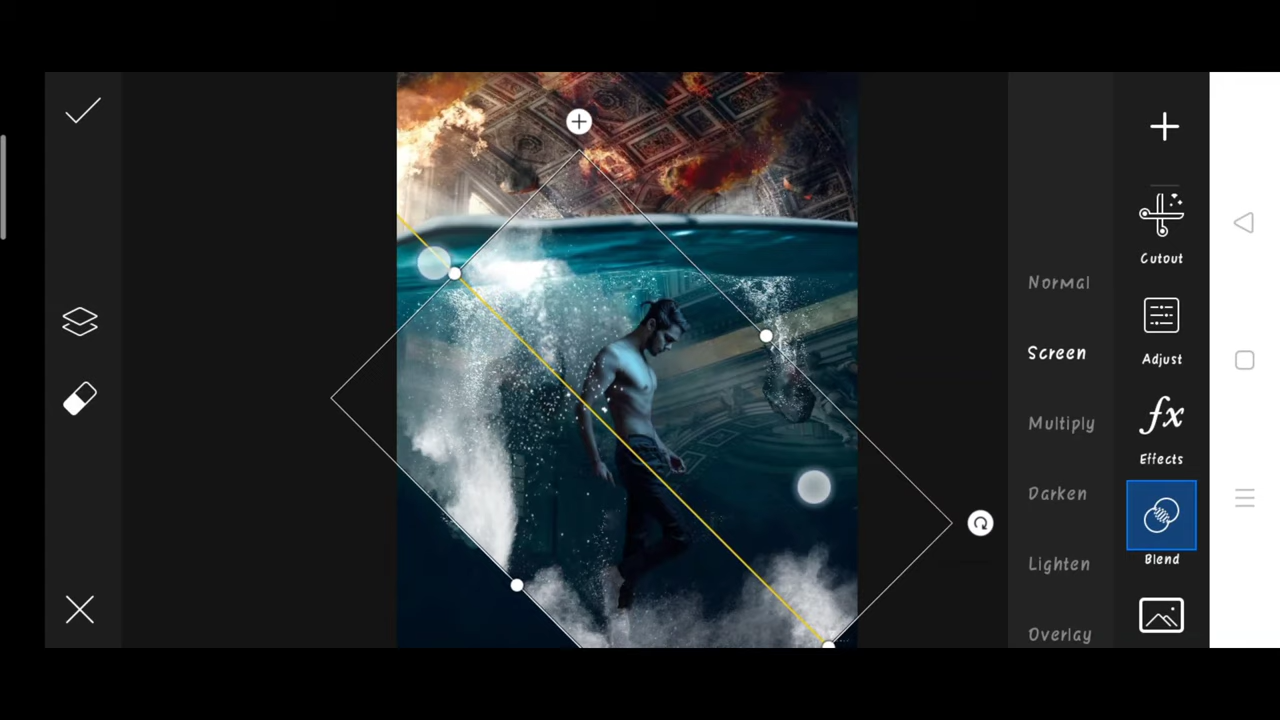 Normal
Screen
Multiply
Darken
Lighten
Overlay
Cutout
Adjust
fx
Effects
Blend